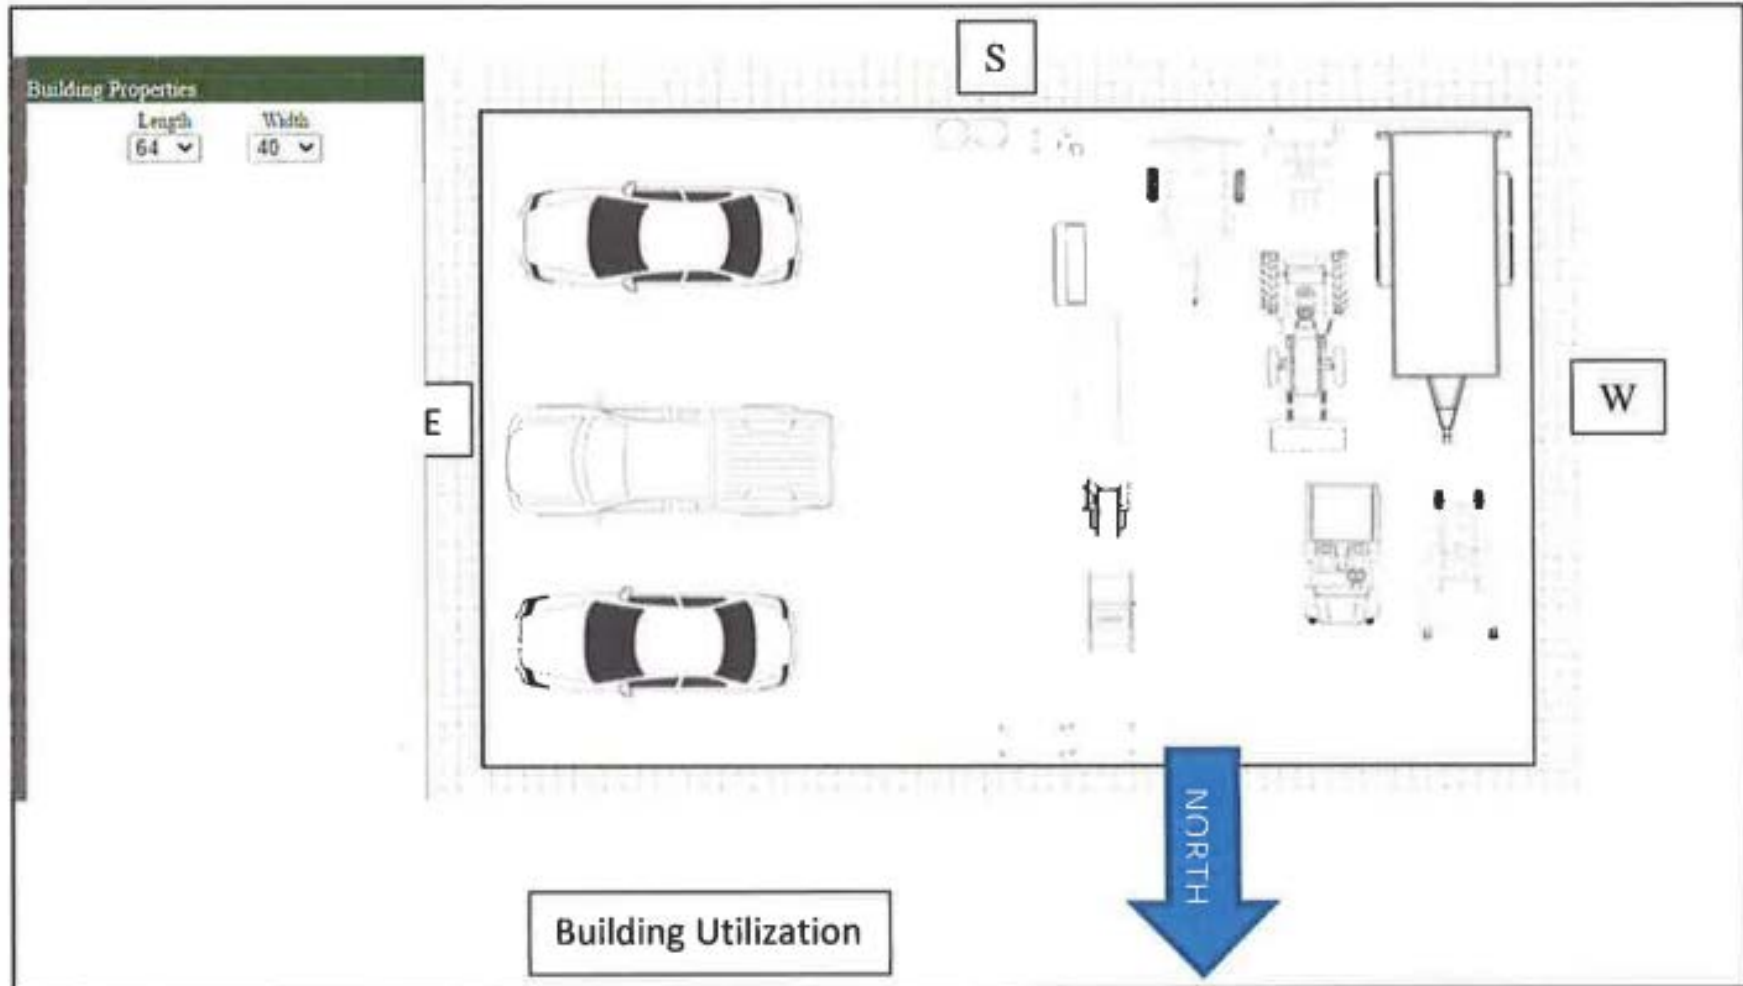 S
Building Properties
Length Width
64 40
E
W
NORTH
Building Utilization